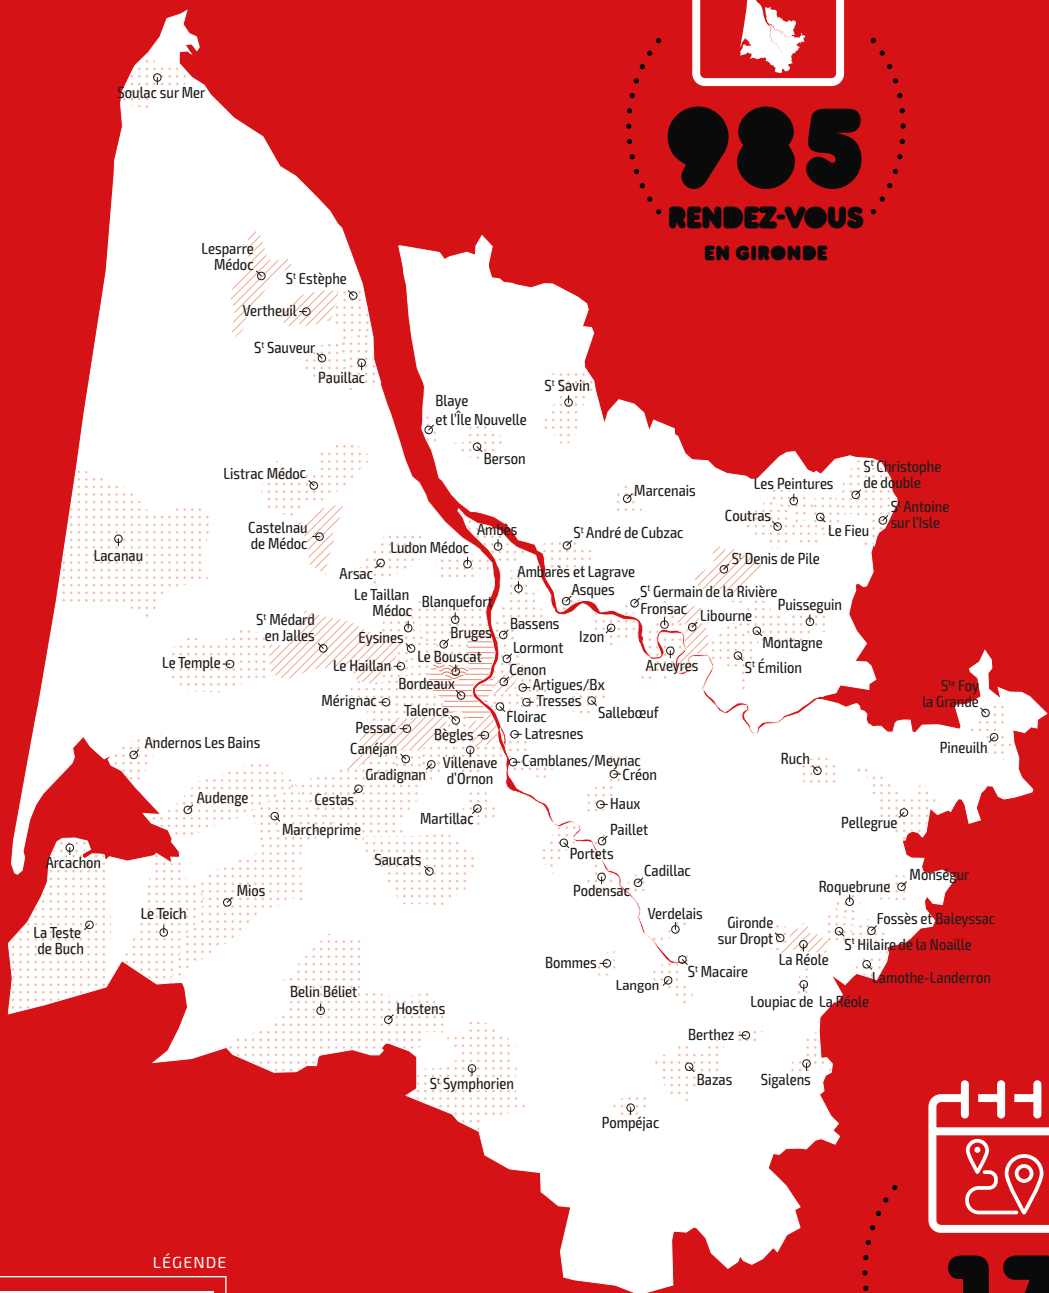 985
RENDEZ-VOUS
EN GIRONDE
Soulac sur Mer
Lesparre
Médoc
Sᵗ Estèphe
Vertheuil
Sᵗ Sauveur
Pauillac
Sᵗ Savin
Blaye
et l'Île Nouvelle
Berson
Listrac Médoc
Marcenais
Les Peintures
Sᵗ Christophe
de double
Coutras
Le Fieu
Sᵗ Antoine
sur l'Isle
Castelnau
de Médoc
Lacanau
Ambès
Sᵗ André de Cubzac
Ludon Médoc
Arsac
Sᵗ Denis de Pile
Ambarès et Lagrave
Le Taillan
Médoc
Blanquefort
Asques
Sᵗ Germain de la Rivière
Fronsac
Libourne
Puisseguin
Sᵗ Médard
en Jalles
Eysines
Bruges
Bassens
Izon
Montagne
Le Temple
Le Haillan
Le Bouscat
Lormont
Cenon
Arveyres
Sᵗ Émilion
Bordeaux
Artigues/Bx
Mérignac
Tresses
Sallebœuf
Talence
Floirac
Sᵗᵉ Foy
la Grande
Pessac
Bègles
Latresnes
Pineuilh
Andernos Les Bains
Canéjan
Gradignan
Villenave
d'Ornon
Camblanes/Meynac
Créon
Ruch
Audenge
Cestas
Marcheprime
Martillac
Haux
Paillet
Portets
Pellegrue
Arcachon
Saucats
Podensac
Cadillac
Monségur
Roquebrune
Mios
Le Teich
La Teste
de Buch
Verdelais
Gironde
sur Dropt
Fossès et Baleyssac
Sᵗ Hilaire de la Noaille
La Réole
Bommes
Sᵗ Macaire
Langon
Lamothe-Landerron
Loupiac de La Réole
Belin Béliet
Hostens
Berthez
Sᵗ Symphorien
Bazas
Sigalens
Pompéjac
LÉGENDE